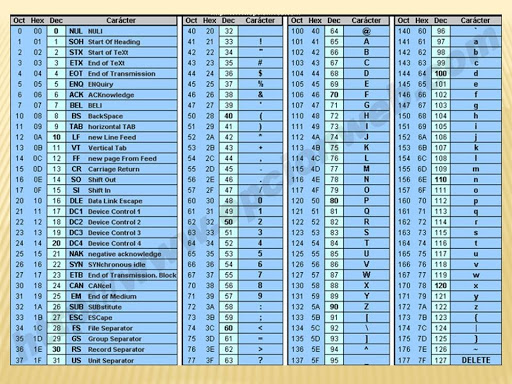 Oct Hex Dec Carácter
0 00 0 NUL NULl
1 01 1 SOH Start Of Heading
2 02 2 STX Start of TeXt
3 03 3 ETX End of TeXt
4 04 4 EOT End of Transmission
5 05 5 ENQ ENQuiry
6 06 6 ACK ACKnowledge
7 07 7 BEL BELl
10 08 8 BS BackSpace
11 09 9 TAB horizontal TAB
12 0A 10 LF new Line Feed
13 0B 11 VT Vertical Tab
14 0C 12 FF new page From Feed
15 0D 13 CR Carriage Return
16 0E 14 SO Shift Out
17 0F 15 SI Shift In
20 10 16 DLE Data Link Escape
21 11 17 DC1 Device Control 1
22 12 18 DC2 Device Control 2
23 13 19 DC3 Device Control 3
24 14 20 DC4 Device Control 4
25 15 21 NAK negative acknowledge
26 16 22 SYN SYNchronous idle
27 17 23 ETB End of Transmission. Block
30 18 24 CAN CANcel
31 19 25 EM End of Medium
32 1A 26 SUB SUBstitute
33 1B 27 ESC ESCape
34 1C 28 FS File Separator
35 1D 29 GS Group Separator
36 1E 30 RS Record Separator
37 1F 31 US Unit Separator
Oct Hex Dec Carácter
40 20 32
41 21 33 !
42 22 34 "
43 23 35 #
44 24 36 $
45 25 37 %
46 26 38 &
47 27 39 '
50 28 40 (
51 29 41 )
52 2A 42 *
53 2B 43 +
54 2C 44 ,
55 2D 45 -
56 2E 46 .
57 2F 47 /
60 30 48 0
61 31 49 1
62 32 50 2
63 33 51 3
64 34 52 4
65 35 53 5
66 36 54 6
67 37 55 7
70 38 56 8
71 39 57 9
72 3A 58 :
73 3B 59 ;
74 3C 60 <
75 3D 61 =
76 3E 62 >
77 3F 63 ?
Oct Hex Dec Carácter
100 40 64 @
101 41 65 A
102 42 66 B
103 43 67 C
104 44 68 D
105 45 69 E
106 46 70 F
107 47 71 G
110 48 72 H
111 49 73 I
112 4A 74 J
113 4B 75 K
114 4C 76 L
115 4D 77 M
116 4E 78 N
117 4F 79 O
120 50 80 P
121 51 81 Q
122 52 82 R
123 53 83 S
124 54 84 T
125 55 85 U
126 56 86 V
127 57 87 W
130 58 88 X
131 59 89 Y
132 5A 90 Z
133 5B 91 [
134 5C 92 \
135 5D 93 ]
136 5E 94 ^
137 5F 95 _
Oct Hex Dec Carácter
140 60 96 `
141 61 97 a
142 62 98 b
143 63 99 c
144 64 100 d
145 65 101 e
146 66 102 f
147 67 103 g
150 68 104 h
151 69 105 i
152 6A 106 j
153 6B 107 k
154 6C 108 l
155 6D 109 m
156 6E 110 n
157 6F 111 o
160 70 112 p
161 71 113 q
162 72 114 r
163 73 115 s
164 74 116 t
165 75 117 u
166 76 118 v
167 77 119 w
170 78 120 x
171 79 121 y
172 7A 122 z
173 7B 123 {
174 7C 124 |
175 7D 125 }
176 7E 126 ~
177 7F 127 DELETE